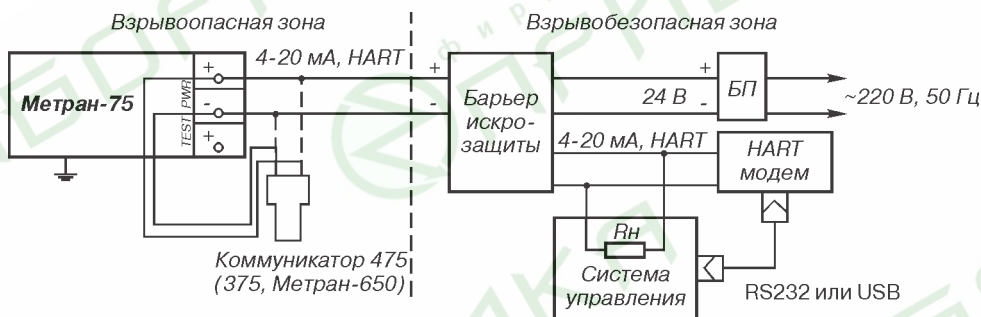 Взрывоопасная зона
Взрывобезопасная зона
4-20 мА, HART
Метран-75
+
PWR
-
TEST
+
+
-
Барьер
искро-
защиты
+
24 В
-
БП
~220 В, 50 Гц
4-20 мА, HART
HART
модем
Rн
Система
управления
RS232 или USB
Коммуникатор 475
(375, Метран-650)